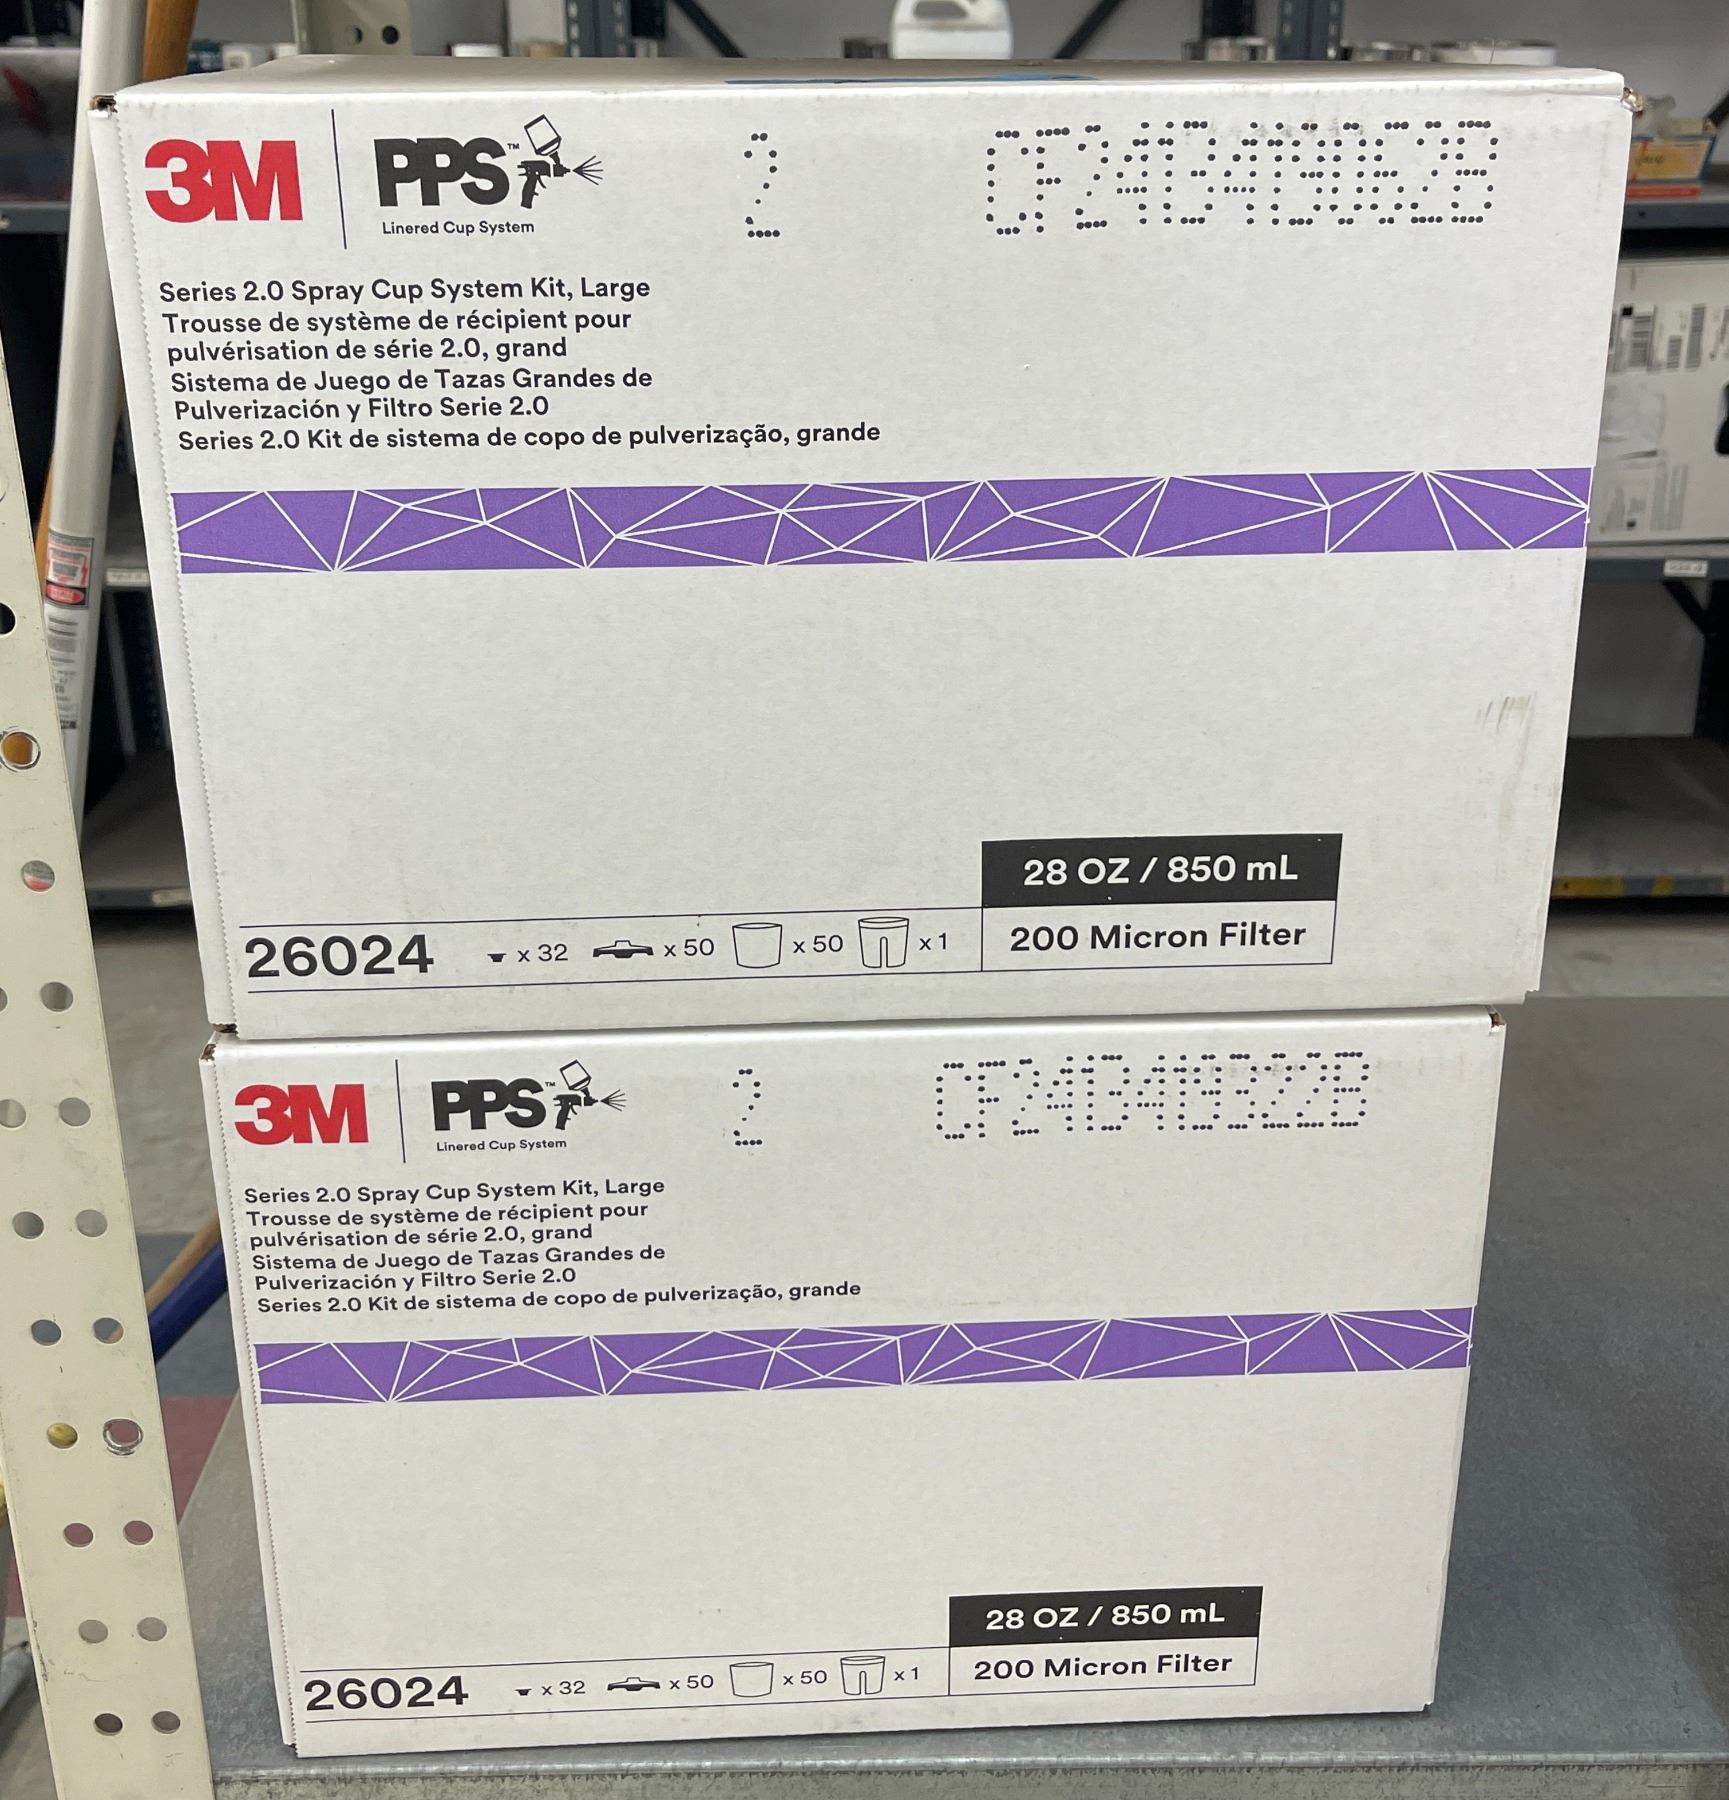 3M
PPS™
Linered Cup System
2
Series 2.0 Spray Cup System Kit, Large
Trousse de système de récipient pour
pulvérisation de série 2.0, grand
Sistema de Juego de Tazas Grandes de
Pulverización y Filtro Serie 2.0
Series 2.0 Kit de sistema de copo de pulverização, grande
28 OZ / 850 mL
26024 x 32 x 50 x 50 x 1
200 Micron Filter
3M
PPS™
Linered Cup System
2
Series 2.0 Spray Cup System Kit, Large
Trousse de système de récipient pour
pulvérisation de série 2.0, grand
Sistema de Juego de Tazas Grandes de
Pulverización y Filtro Serie 2.0
Series 2.0 Kit de sistema de copo de pulverização, grande
28 OZ / 850 mL
26024 x 32 x 50 x 50 x 1
200 Micron Filter